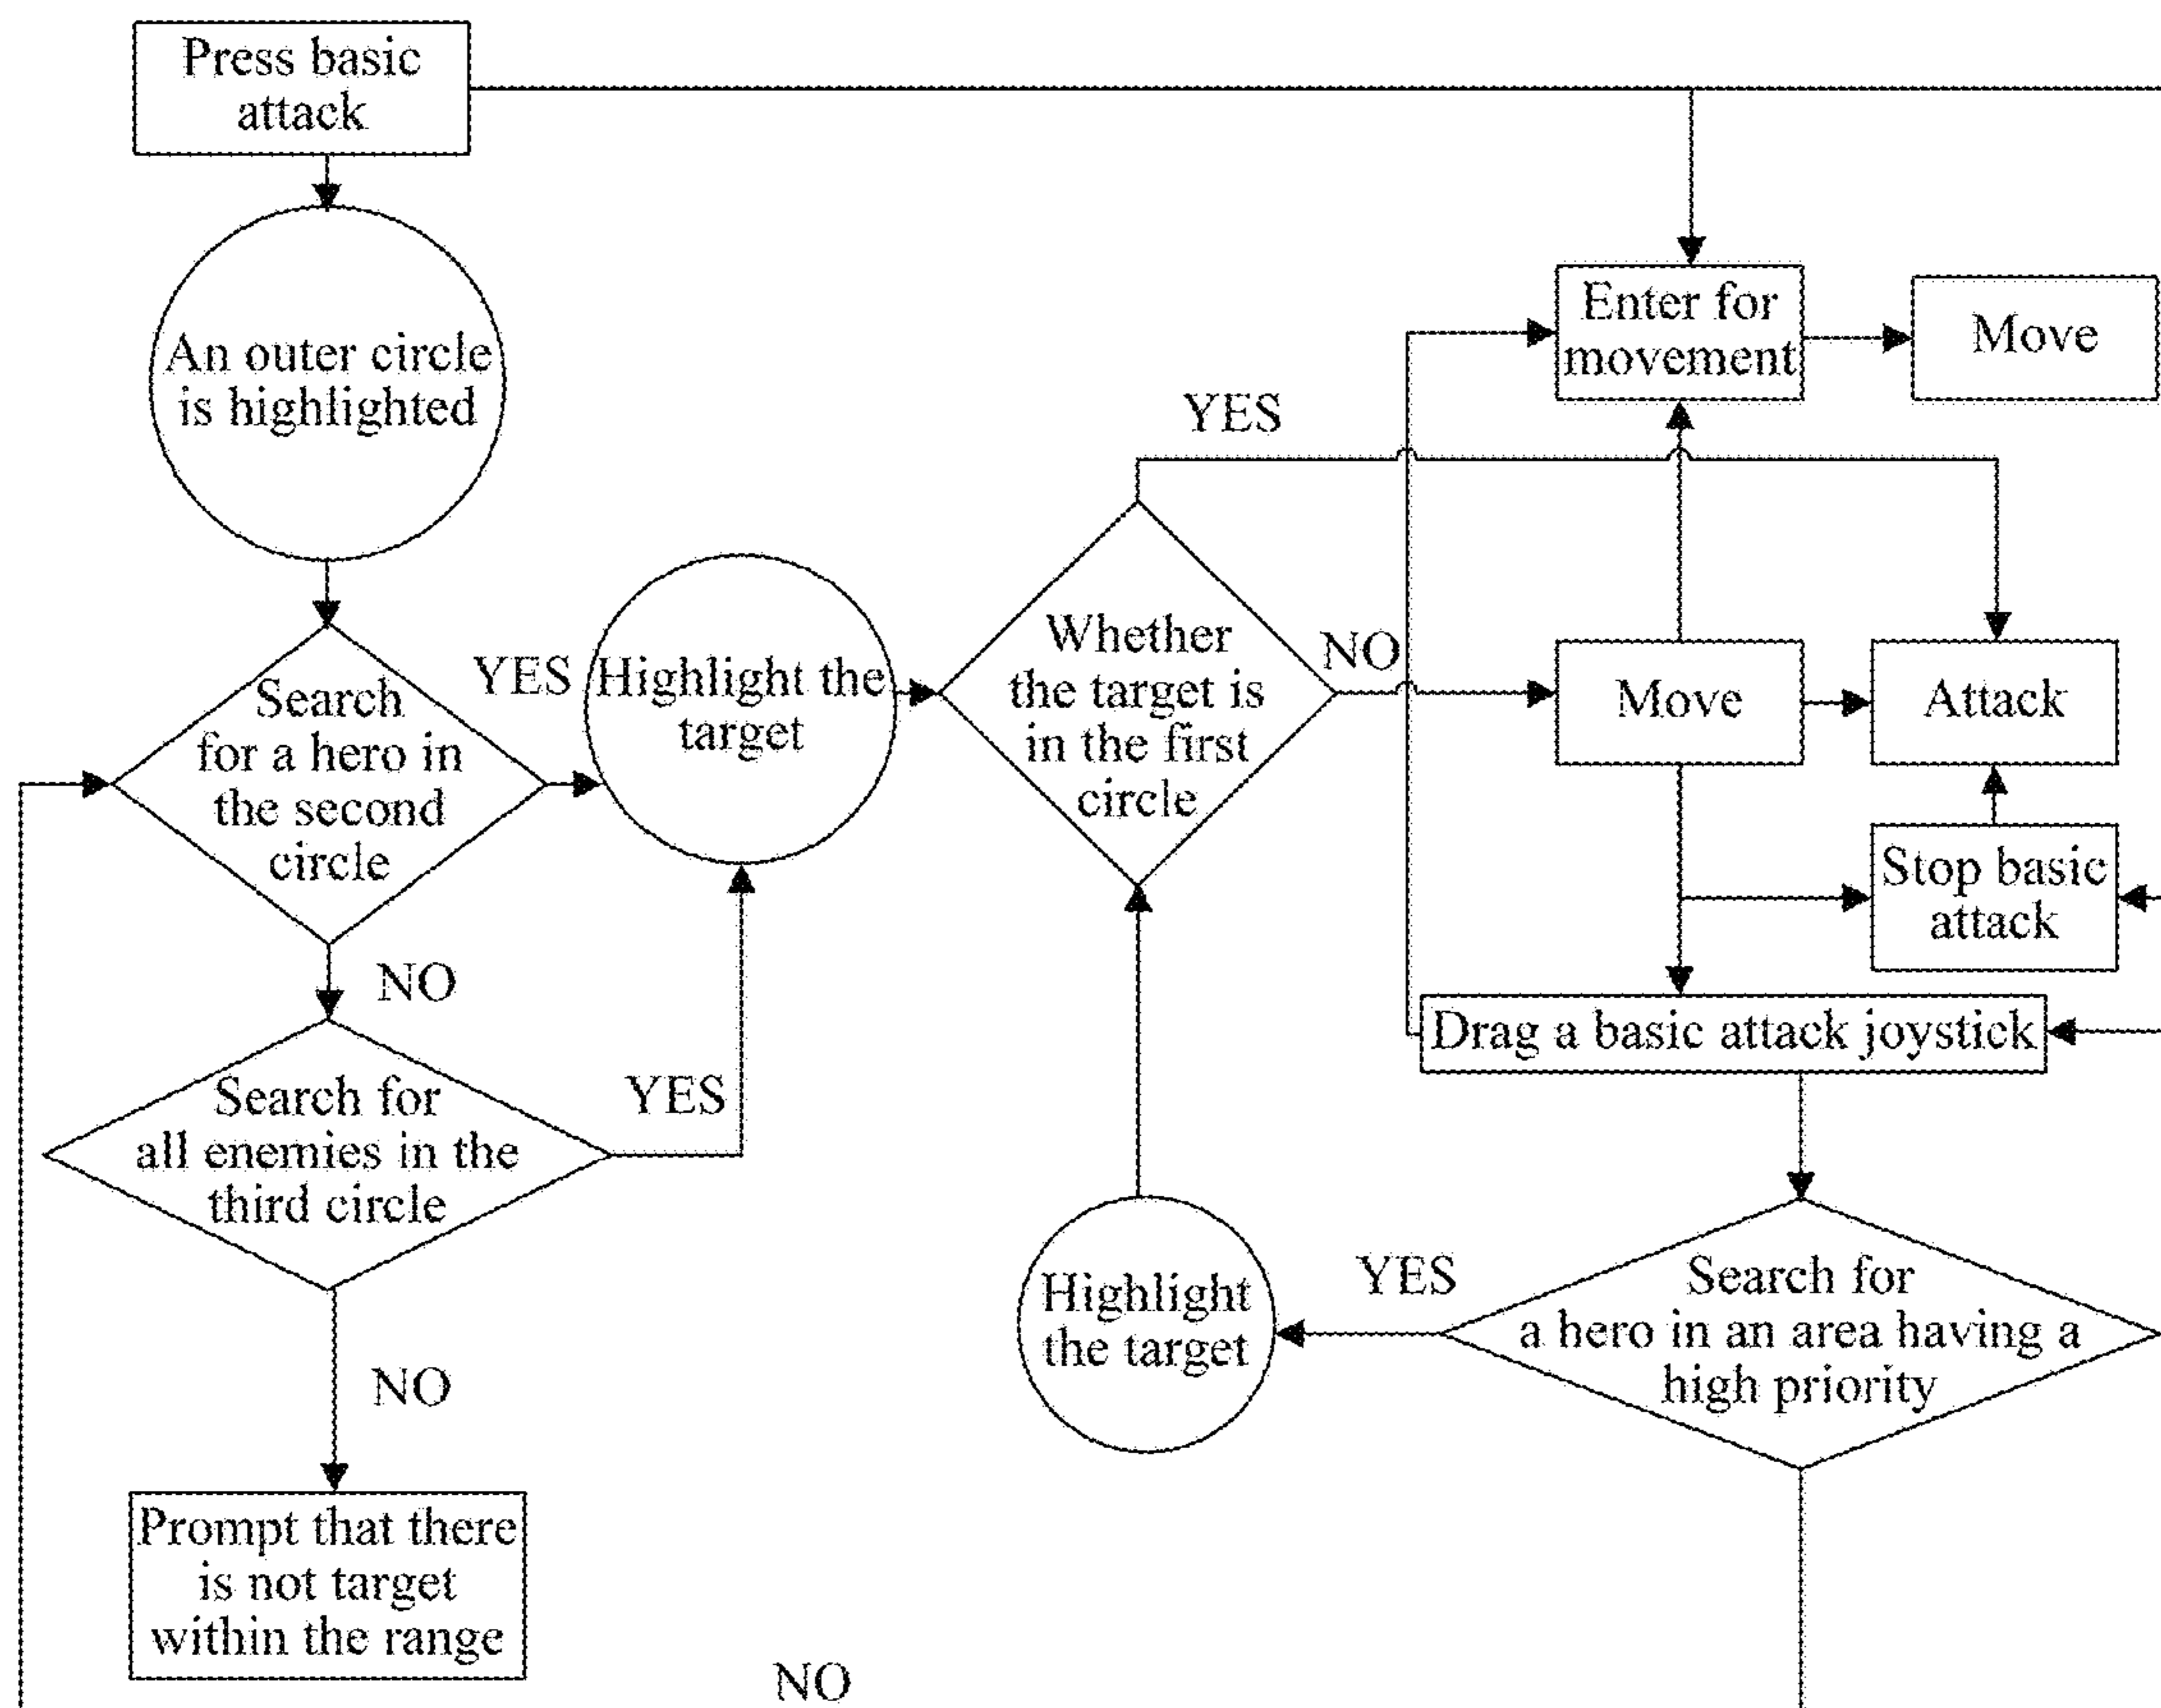 Press basic
attack
An outer circle
is highlighted
Search
for a hero in
the second
circle
YES
NO
Highlight the
target
Search for
all enemies in the
third circle
YES
NO
Prompt that there
is not target
within the range
Whether
the target is
in the first
circle
YES
NO
Enter for
movement
Move
Move
Attack
Stop basic
attack
Drag a basic attack joystick
Search for
a hero in an area having a
high priority
YES
Highlight
the target
NO